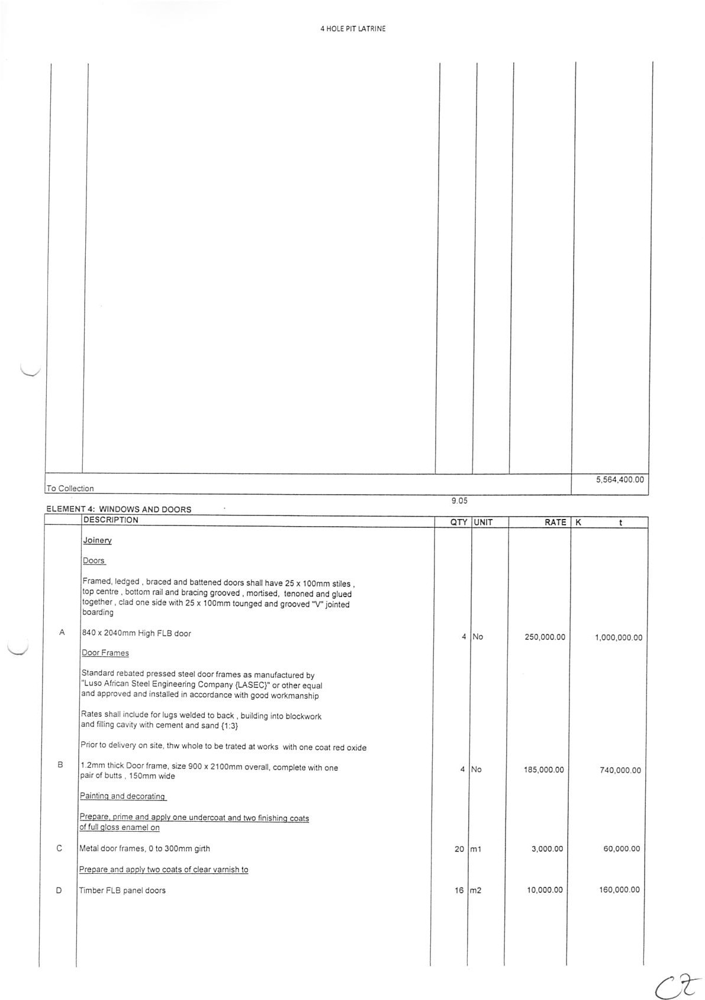 4 HOLE PIT LATRINE
5,564,400.00
To Collection
9.05
ELEMENT 4: WINDOWS AND DOORS
DESCRIPTION QTY UNIT RATE K t
Joinery
Doors
Framed, ledged , braced and battened doors shall have 25 x 100mm stiles ,
top centre , bottom rail and bracing grooved , mortised, tenoned and glued
together , clad one side with 25 x 100mm tounged and grooved "V" jointed
boarding
A 840 x 2040mm High FLB door 4 No 250,000.00 1,000,000.00
Door Frames
Standard rebated pressed steel door frames as manufactured by
"Luso African Steel Engineering Company {LASEC}" or other equal
and approved and installed in accordance with good workmanship
Rates shall include for lugs welded to back , building into blockwork
and filling cavity with cement and sand {1:3}
Prior to delivery on site, thw whole to be trated at works with one coat red oxide
B 1.2mm thick Door frame, size 900 x 2100mm overall, complete with one 4 No 185,000.00 740,000.00
pair of butts , 150mm wide
Painting and decorating
Prepare, prime and apply one undercoat and two finishing coats
of full gloss enamel on
C Metal door frames, 0 to 300mm girth 20 m1 3,000.00 60,000.00
Prepare and apply two coats of clear varnish to
D Timber FLB panel doors 16 m2 10,000.00 160,000.00